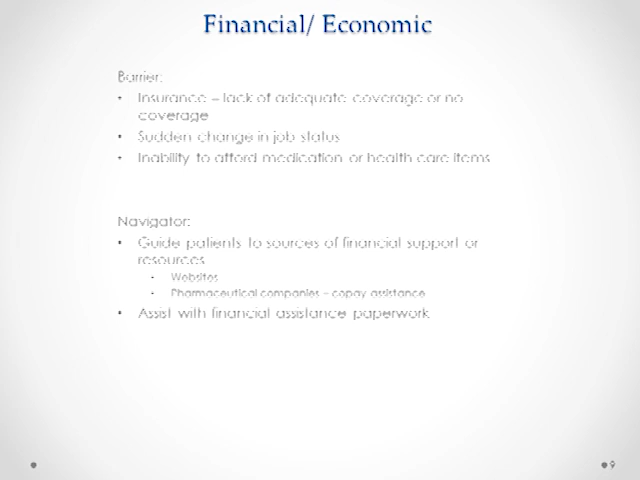 Financial/ Economic
Barrier:
• Insurance – lack of adequate coverage or no
coverage
• Sudden change in job status
• Inability to afford medication or health care items
Navigator:
• Guide patients to sources of financial support or
resources
• Websites
• Pharmaceutical companies – copay assistance
• Assist with financial assistance paperwork
9